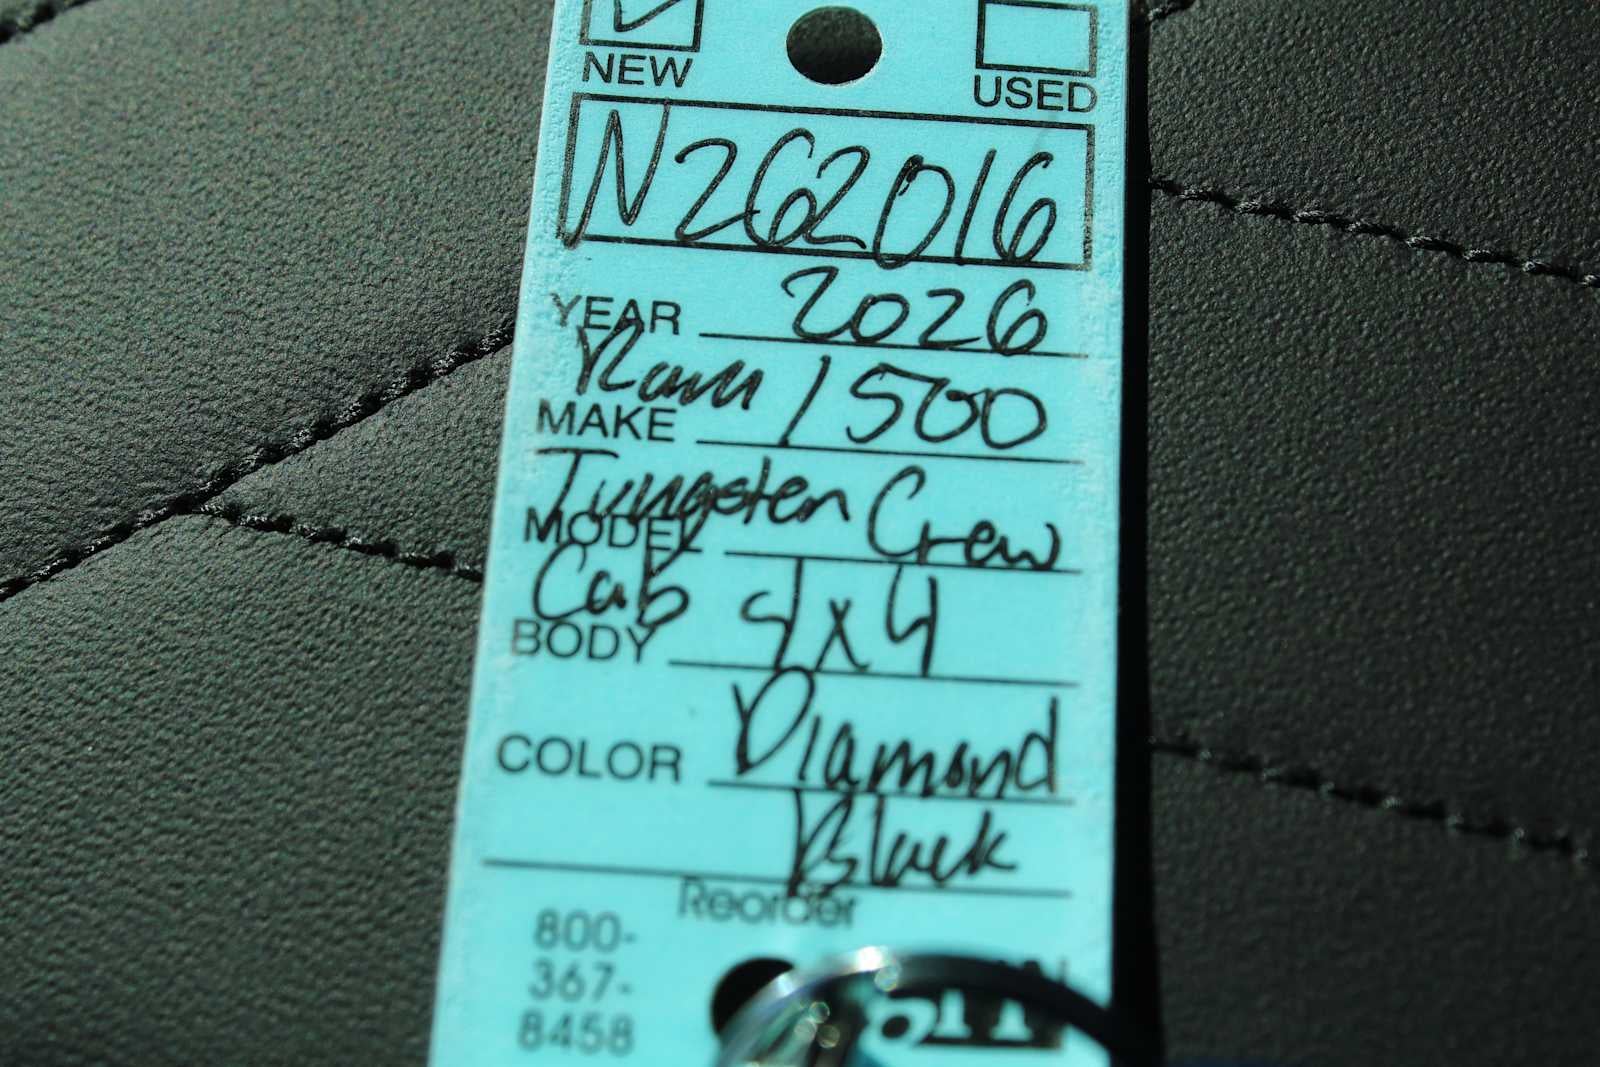 NEW USED
N262016
YEAR 2026
Ram 1500
MAKE
Tungsten Crew
MODEL
Cab 4x4
BODY
COLOR Diamond
Black
Reorder
800-
367-
8458